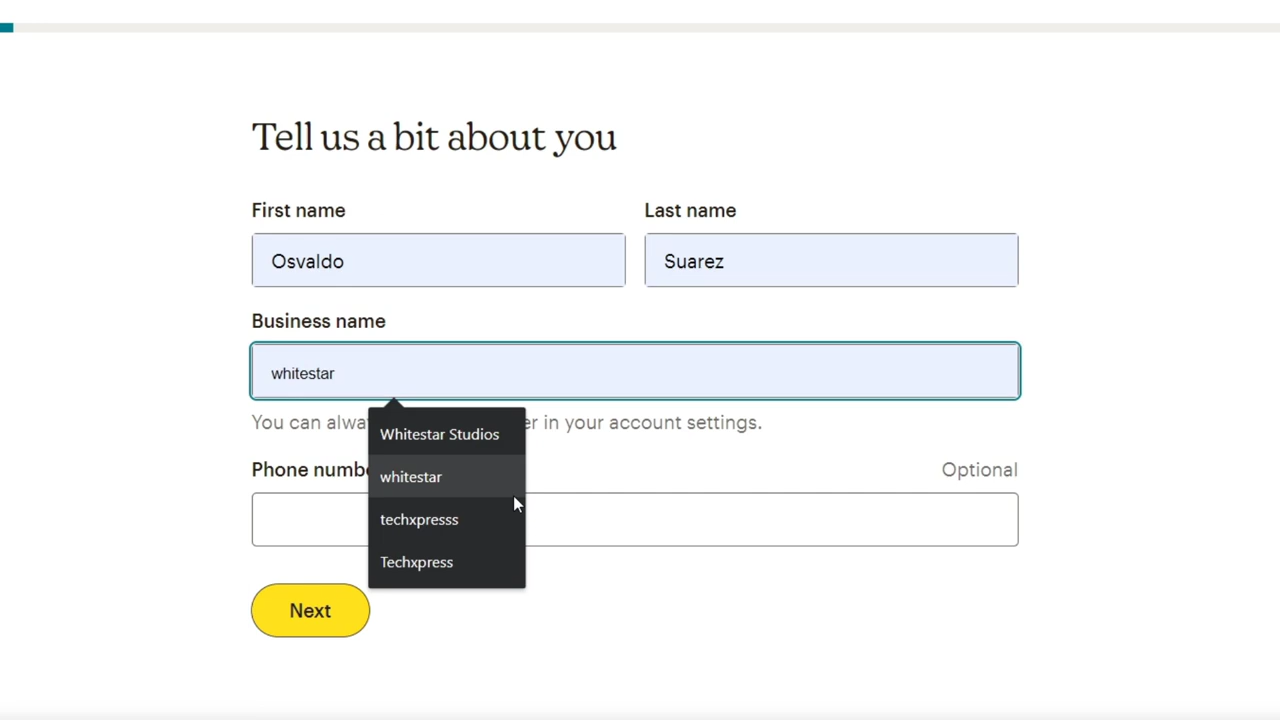 Tell us a bit about you
First name
Last name
Osvaldo
Suarez
Business name
whitestar
You can alwa er in your account settings.
Whitestar Studios
whitestar
techxpresss
Techxpress
Phone numbe
Optional
Next